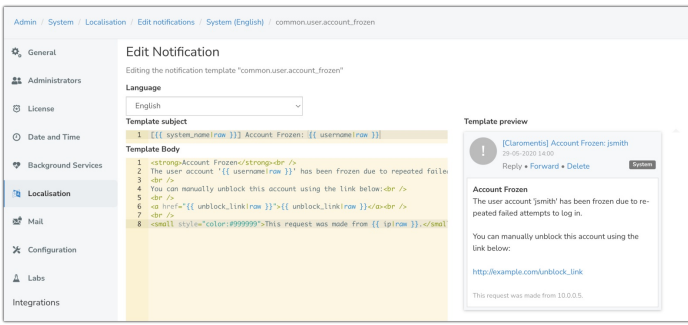 Admin / System / Localisation / Edit notifications / System (English) / common.user.account_frozen
General
Administrators
License
Date and Time
Background Services
Localisation
Mail
Configuration
Labs
Integrations
Edit Notification
Editing the notification template "common.user.account_frozen"
Language
English
Template subject
1 [{{ system_name|raw }}] Account Frozen: {{ username|raw }}
Template Body
1 <strong>Account Frozen</strong><br />
2 The user account '{{ username|raw }}' has been frozen due to repeated failed
3 <br />
4 You can manually unblock this account using the link below:<br />
5 <br />
6 <a href="{{ unblock_link|raw }}">{{ unblock_link|raw }}</a><br />
7 <br />
8 <small style="color:#999999">This request was made from {{ ip|raw }}.</smal
Template preview
[Claromentis] Account Frozen: jsmith
29-05-2020 14:00
Reply • Forward • Delete
System
Account Frozen
The user account 'jsmith' has been frozen due to re-
peated failed attempts to log in.
You can manually unblock this account using the
link below:
http://example.com/unblock_link
This request was made from 10.0.0.5.